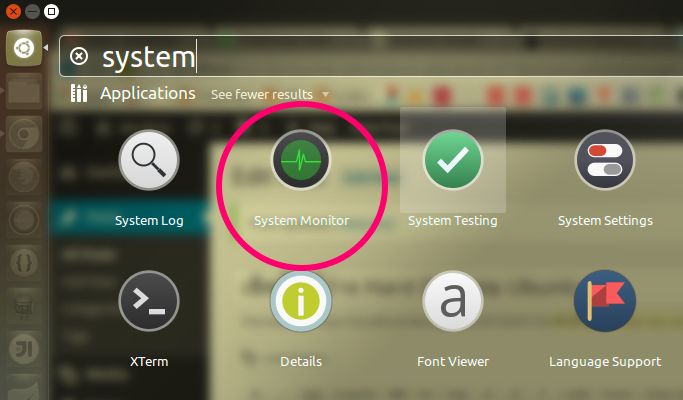 system
Applications See fewer results
System Log System Monitor System Testing System Settings
XTerm Details Font Viewer Language Support